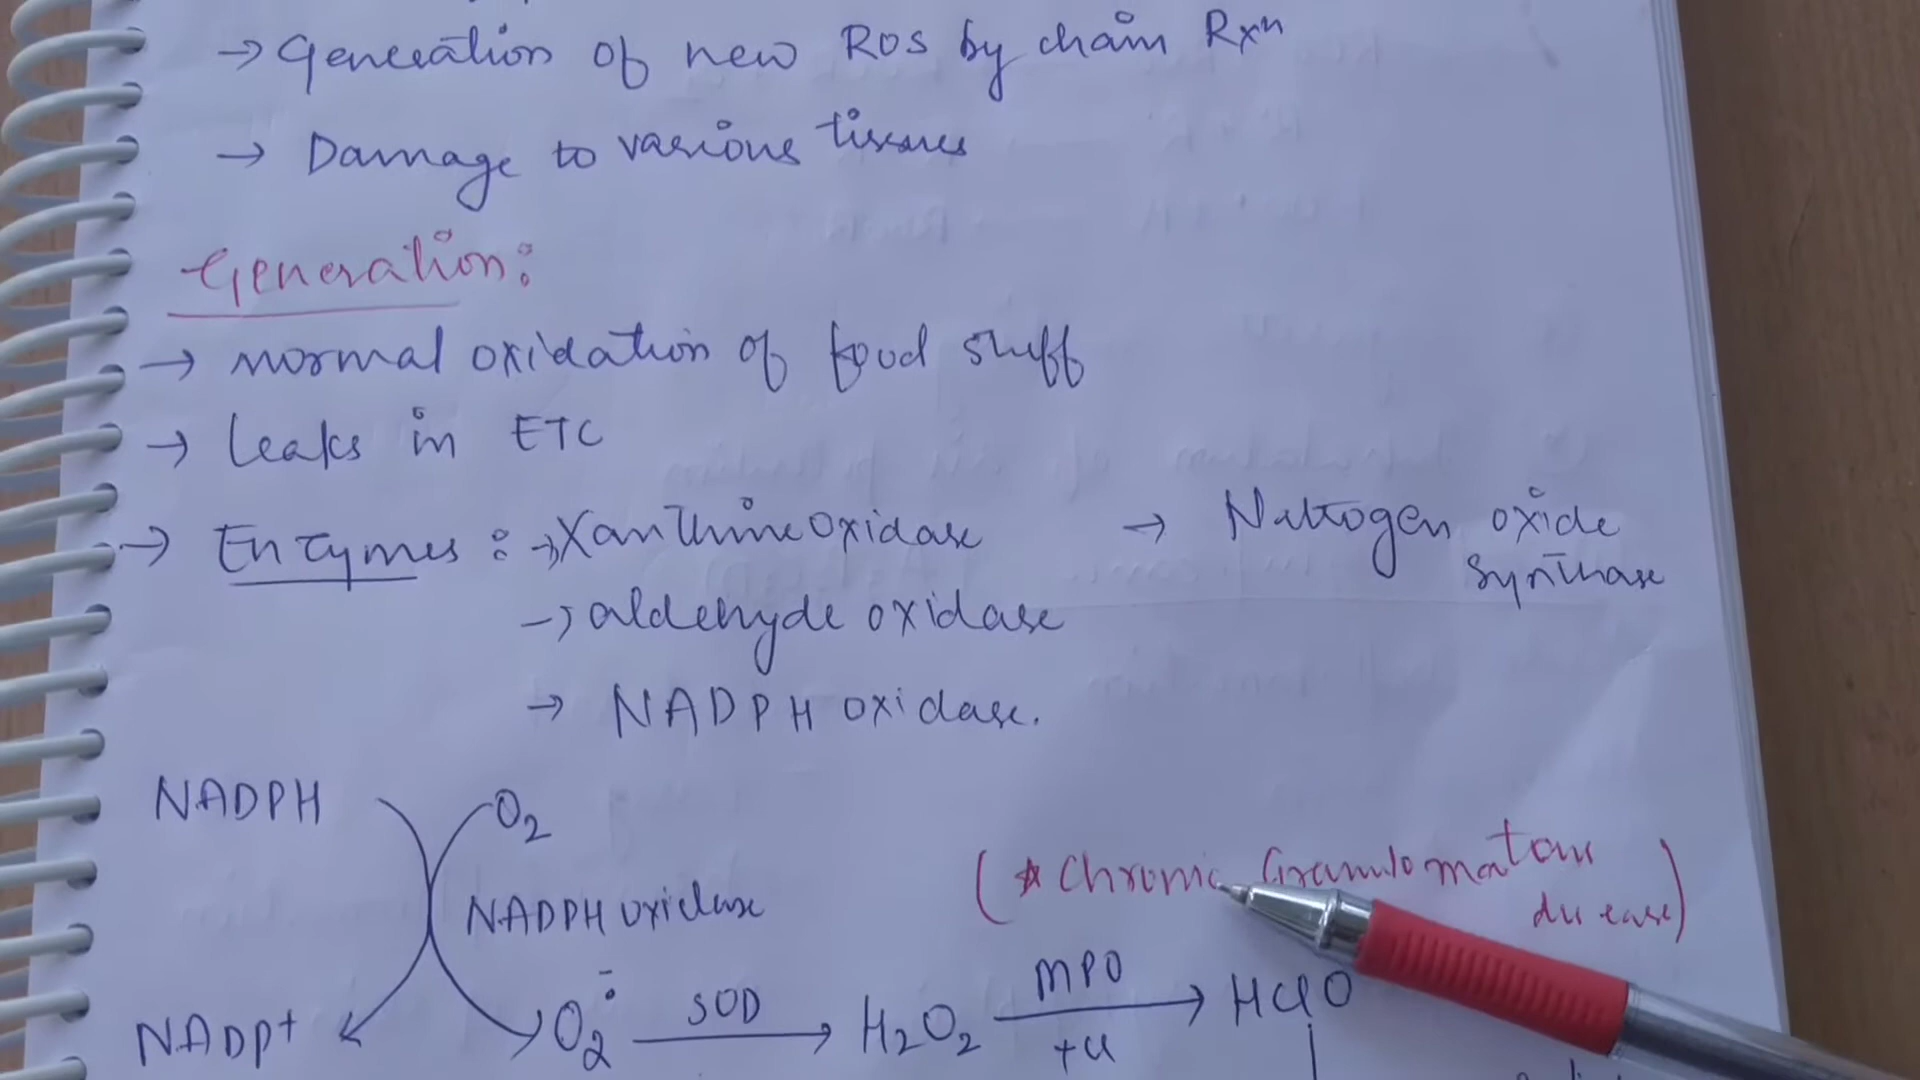 → Generation of new ROS by chain Rxn
→ Damage to various tissues
Generation:
→ normal oxidation of food stuff
→ leaks in ETC
→ Enzymes: → Xanthine oxidase → Nitrogen oxide synthase
→ aldehyde oxidase
→ NADPH oxidase.
NADPH O2
(* Chronic Granulomatous disease)
NADPH oxidase
MPO
NADP+ O2∸ SOD → H2O2 → HClO
+Cl